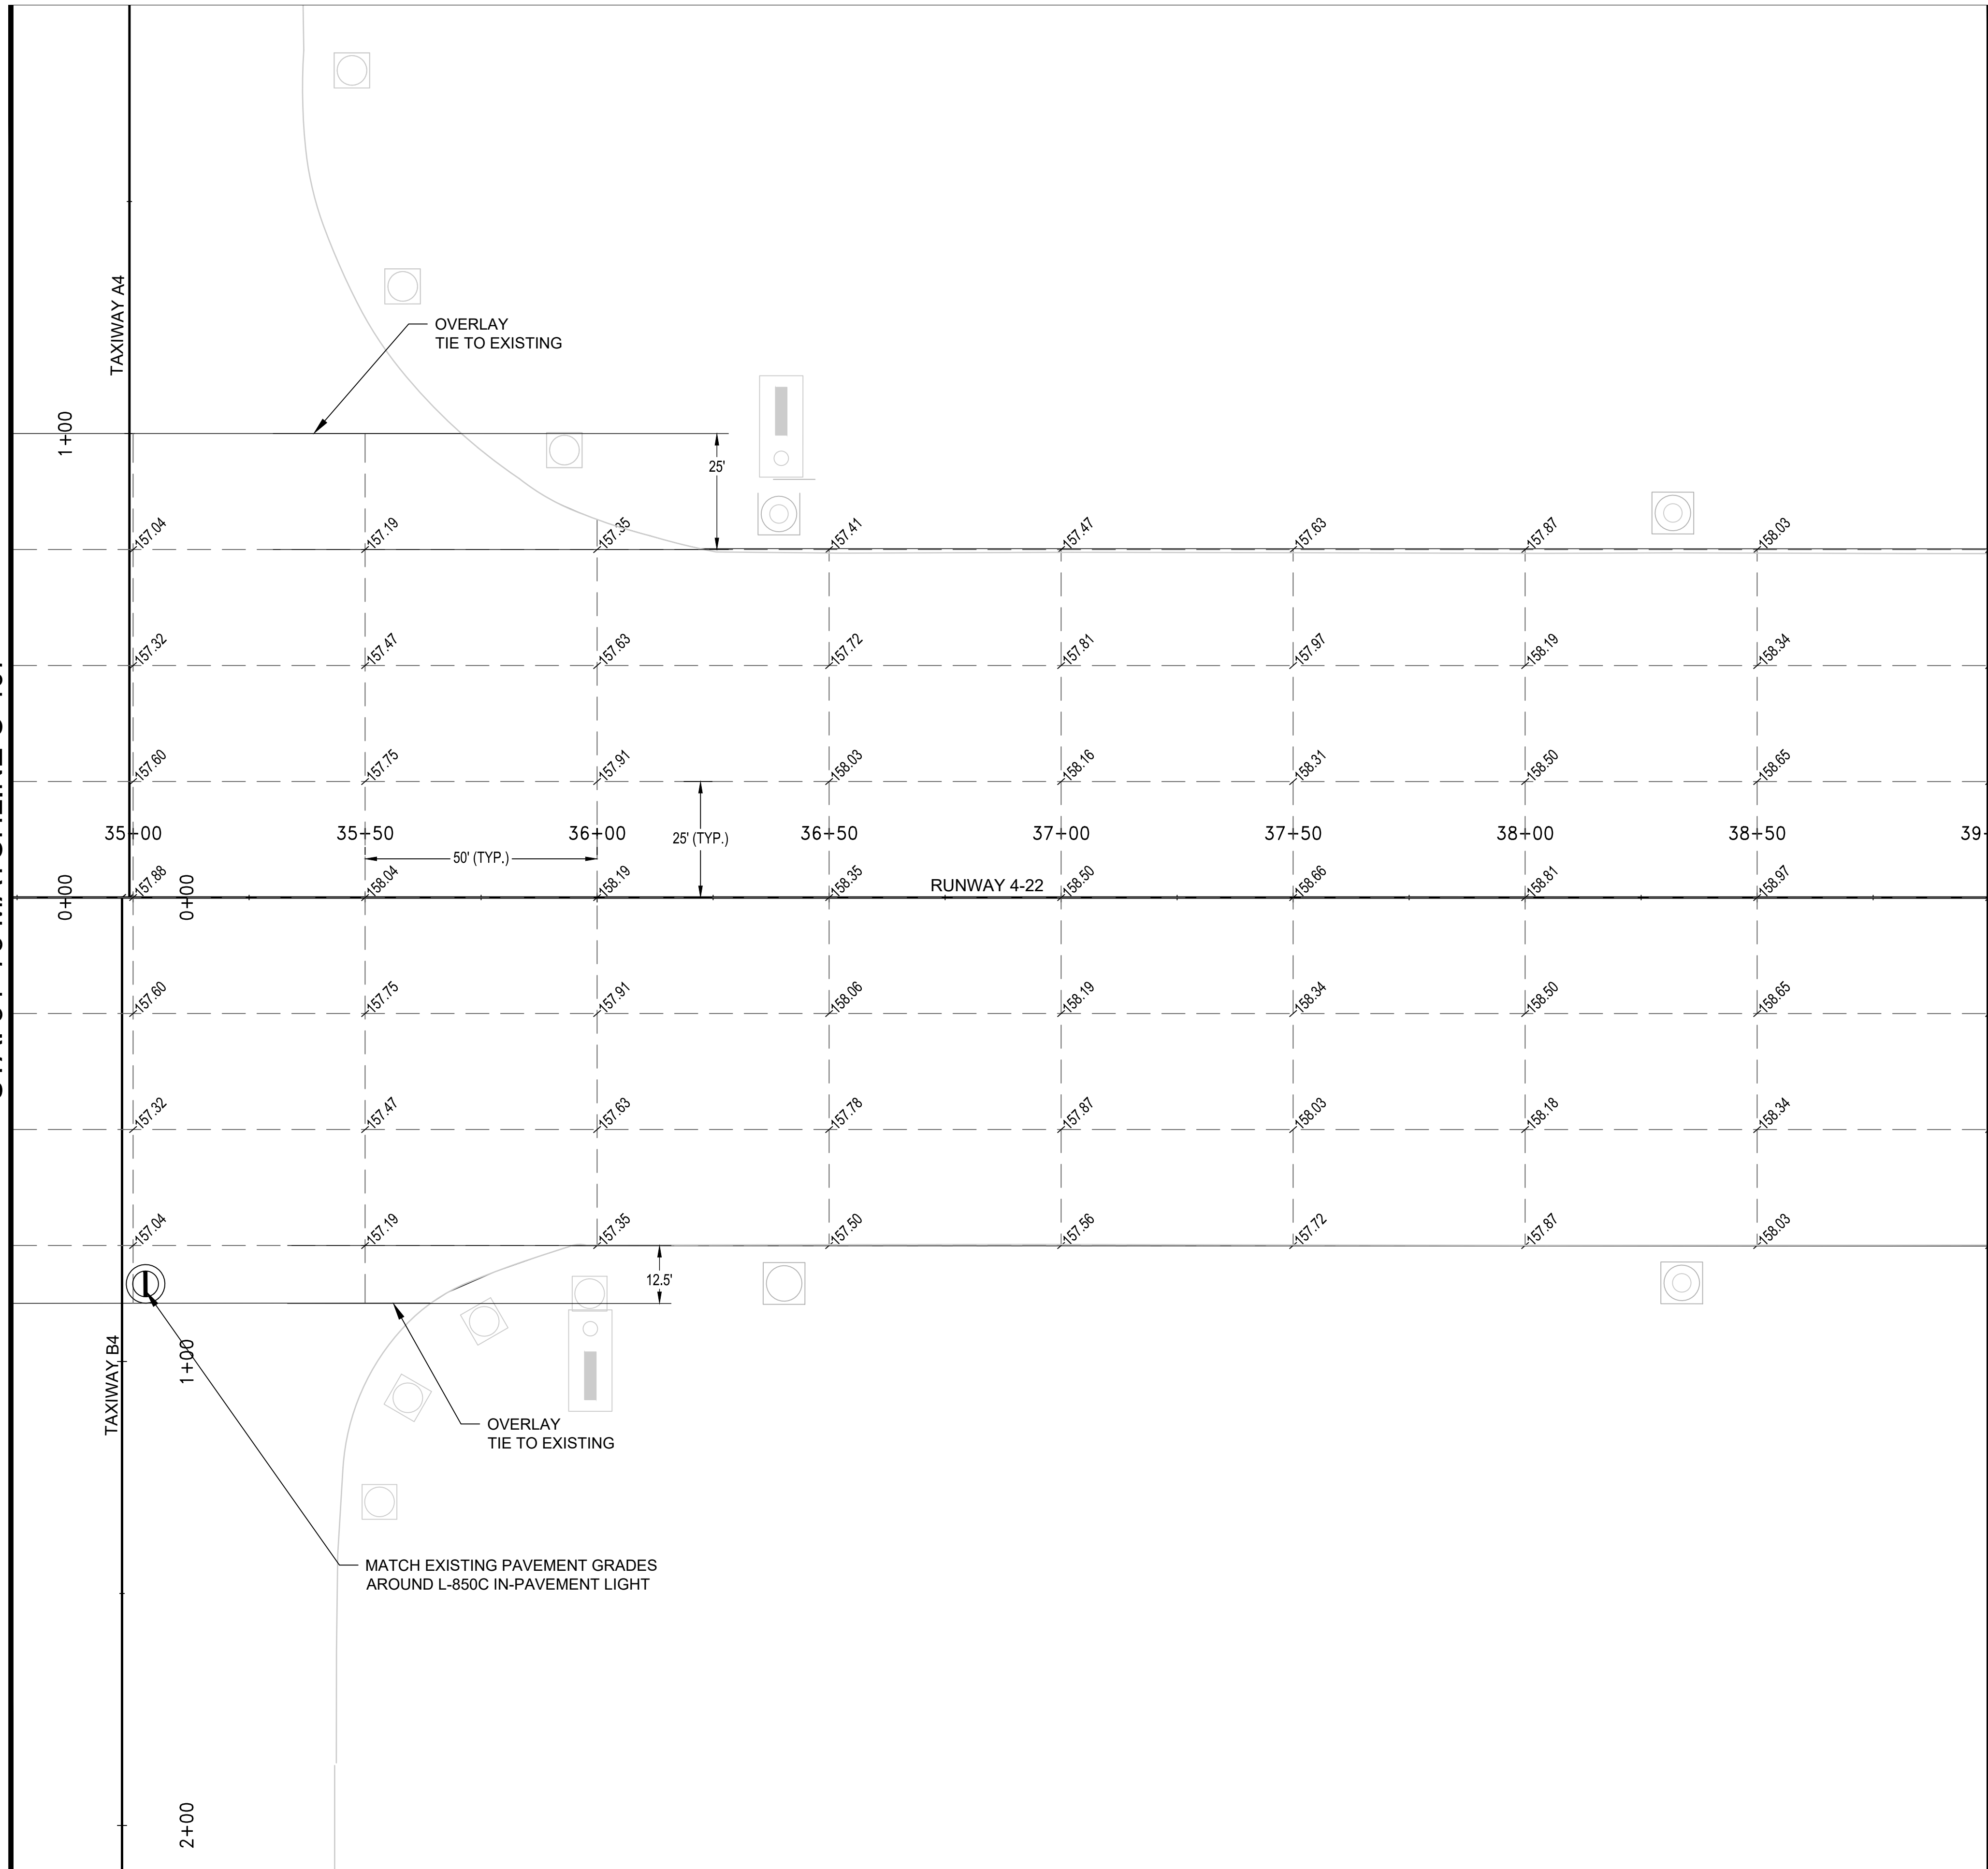 TAXIWAY A4
OVERLAY
TIE TO EXISTING
1+00
25'
157.04 157.19 157.35 157.41 157.47 157.63 157.87 158.03
157.32 157.47 157.63 157.72 157.81 157.97 158.19 158.34
157.60 157.75 157.91 158.03 158.16 158.31 158.50 158.65
35+00 35+50 36+00 36+50 37+00 37+50 38+00 38+50
25' (TYP.)
50' (TYP.)
RUNWAY 4-22
157.88 158.04 158.19 158.35 158.50 158.66 158.81 158.97
0+00 0+00
157.60 157.75 157.91 158.06 158.19 158.34 158.50 158.65
157.32 157.47 157.63 157.78 157.87 158.03 158.18 158.34
157.04 157.19 157.35 157.50 157.56 157.72 157.87 158.03
12.5'
TAXIWAY B4
1+00
OVERLAY
TIE TO EXISTING
MATCH EXISTING PAVEMENT GRADES
AROUND L-850C IN-PAVEMENT LIGHT
2+00